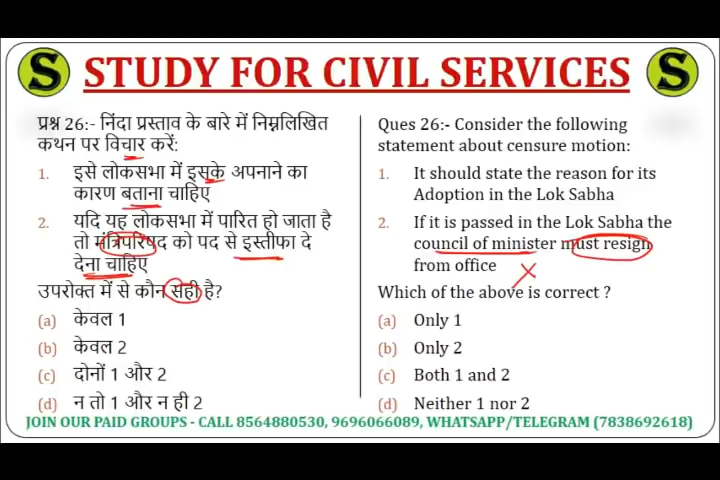 S STUDY FOR CIVIL SERVICES S
प्रश्न 26:- निंदा प्रस्ताव के बारे में निम्नलिखित
कथन पर विचार करें:
1. इसे लोकसभा में इसके अपनाने का
कारण बताना चाहिए
2. यदि यह लोकसभा में पारित हो जाता है
तो मंत्रिपरिषद को पद से इस्तीफा दे
देना चाहिए
उपरोक्त में से कौन सही है?
(a) केवल 1
(b) केवल 2
(c) दोनों 1 और 2
(d) न तो 1 और न ही 2
Ques 26:- Consider the following
statement about censure motion:
1. It should state the reason for its
Adoption in the Lok Sabha
2. If it is passed in the Lok Sabha the
council of minister must resign
from office
Which of the above is correct ?
(a) Only 1
(b) Only 2
(c) Both 1 and 2
(d) Neither 1 nor 2
JOIN OUR PAID GROUPS - CALL 8564880530, 9696066089, WHATSAPP/TELEGRAM (7838692618)